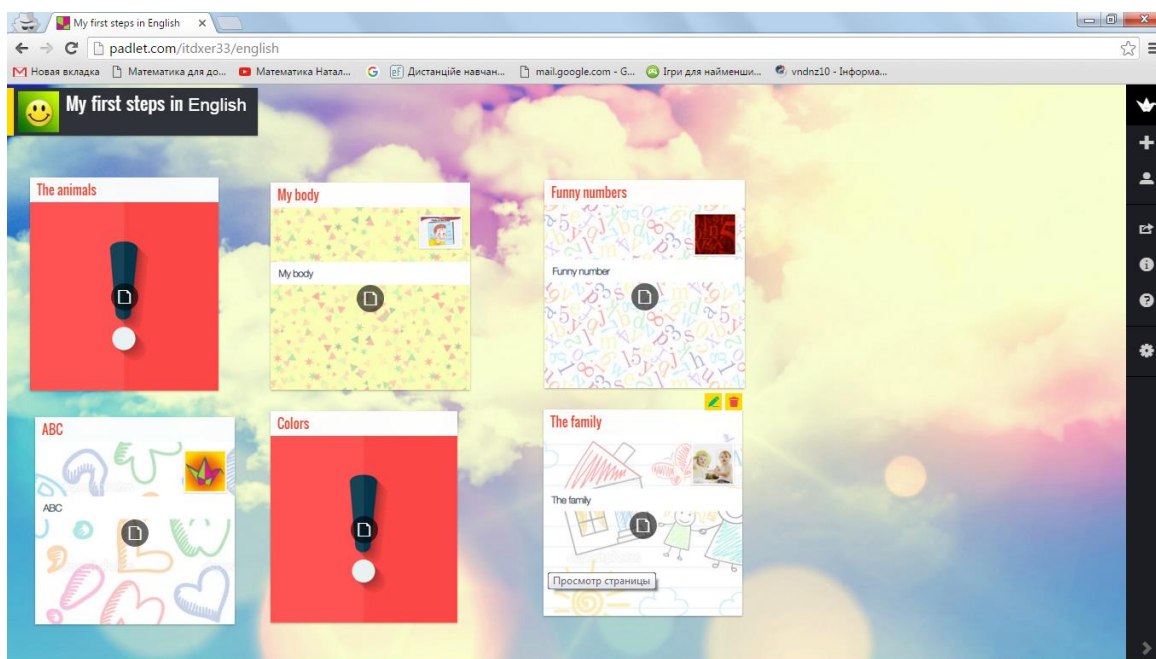 My first steps in English
padlet.com/itdxer33/english
Новая вкладка Математика для до... Математика Натал... Дистанційе навчан... mail.google.com - G... Ігри для найменши... vndnz10 - Інформа...
My first steps in English
The animals
My body
My body
Funny numbers
Funny number
ABC
ABC
Colors
The family
The family
Просмотр страницы